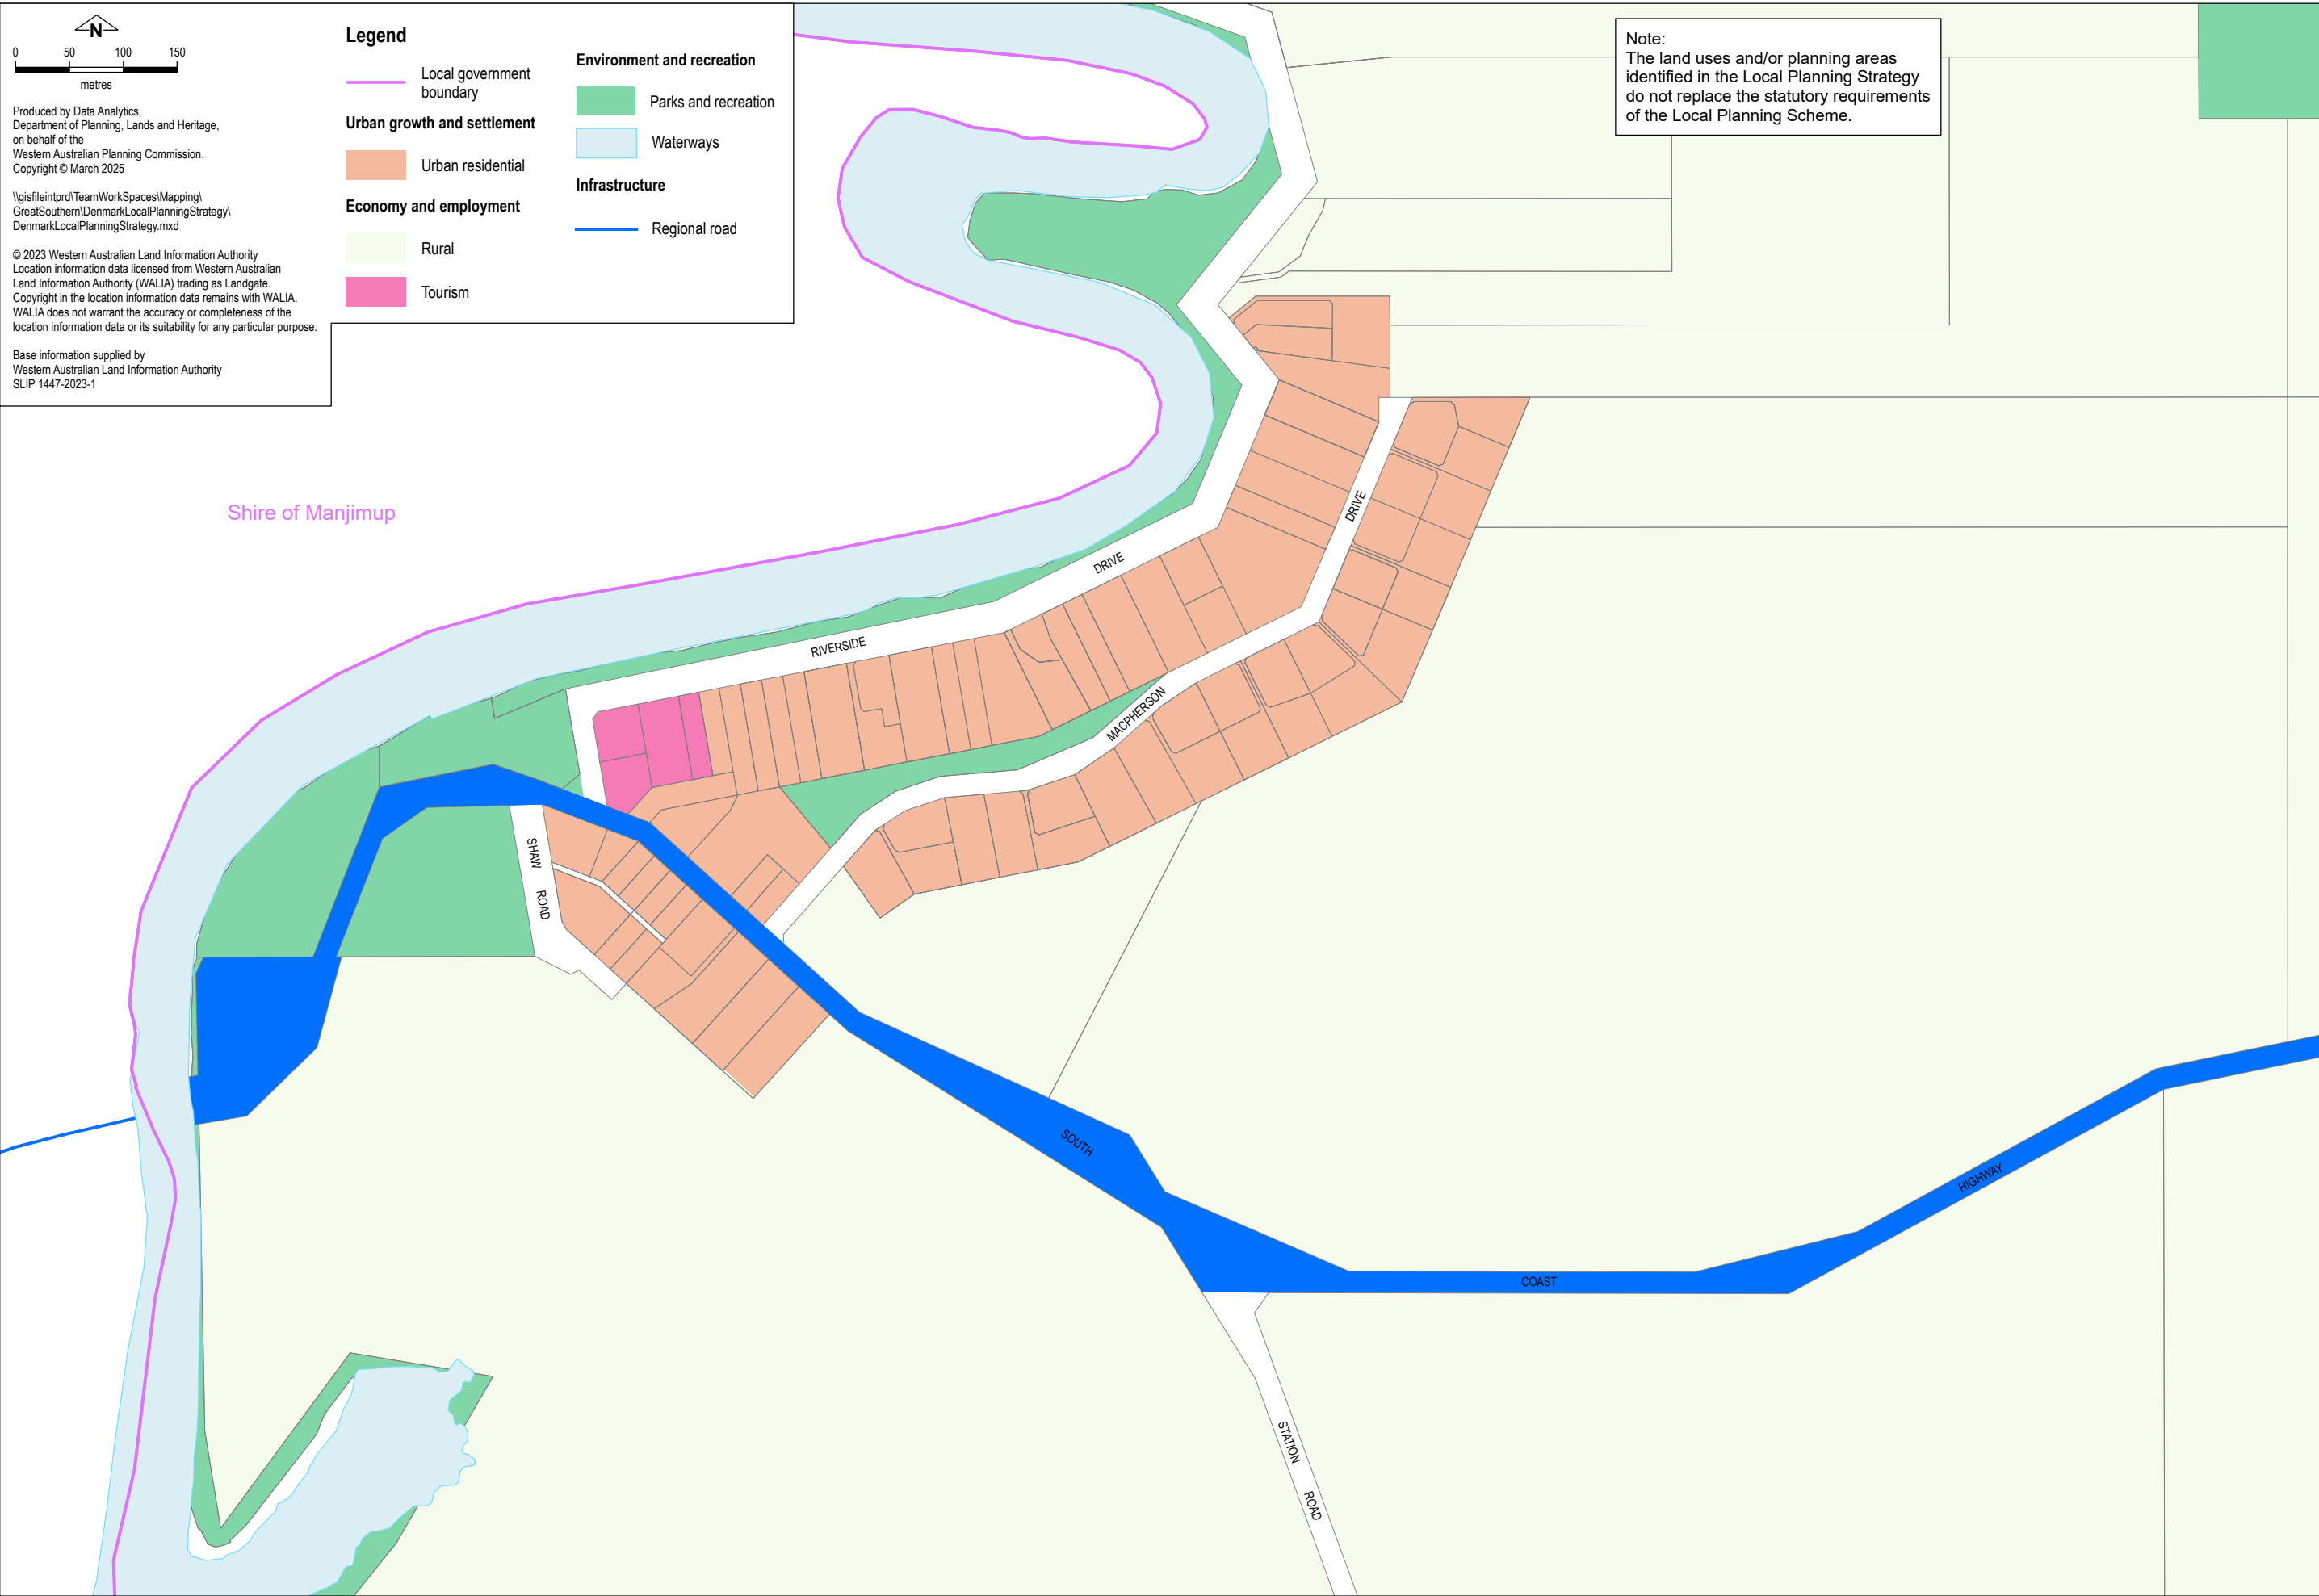 N
0 50 100 150
metres
Produced by Data Analytics,
Department of Planning, Lands and Heritage,
on behalf of the
Western Australian Planning Commission.
Copyright © March 2025
\\gisfileintprd\TeamWorkSpaces\Mapping\
GreatSouthern\DenmarkLocalPlanningStrategy\
DenmarkLocalPlanningStrategy.mxd
© 2023 Western Australian Land Information Authority
Location information data licensed from Western Australian
Land Information Authority (WALIA) trading as Landgate.
Copyright in the location information data remains with WALIA.
WALIA does not warrant the accuracy or completeness of the
location information data or its suitability for any particular purpose.
Base information supplied by
Western Australian Land Information Authority
SLIP 1447-2023-1
Legend
Local government
boundary
Urban growth and settlement
Urban residential
Economy and employment
Rural
Tourism
Environment and recreation
Parks and recreation
Waterways
Infrastructure
Regional road
Note:
The land uses and/or planning areas
identified in the Local Planning Strategy
do not replace the statutory requirements
of the Local Planning Scheme.
Shire of Manjimup
RIVERSIDE
DRIVE
MACPHERSON
DRIVE
SHAW
ROAD
SOUTH
COAST
HIGHWAY
STATION
ROAD